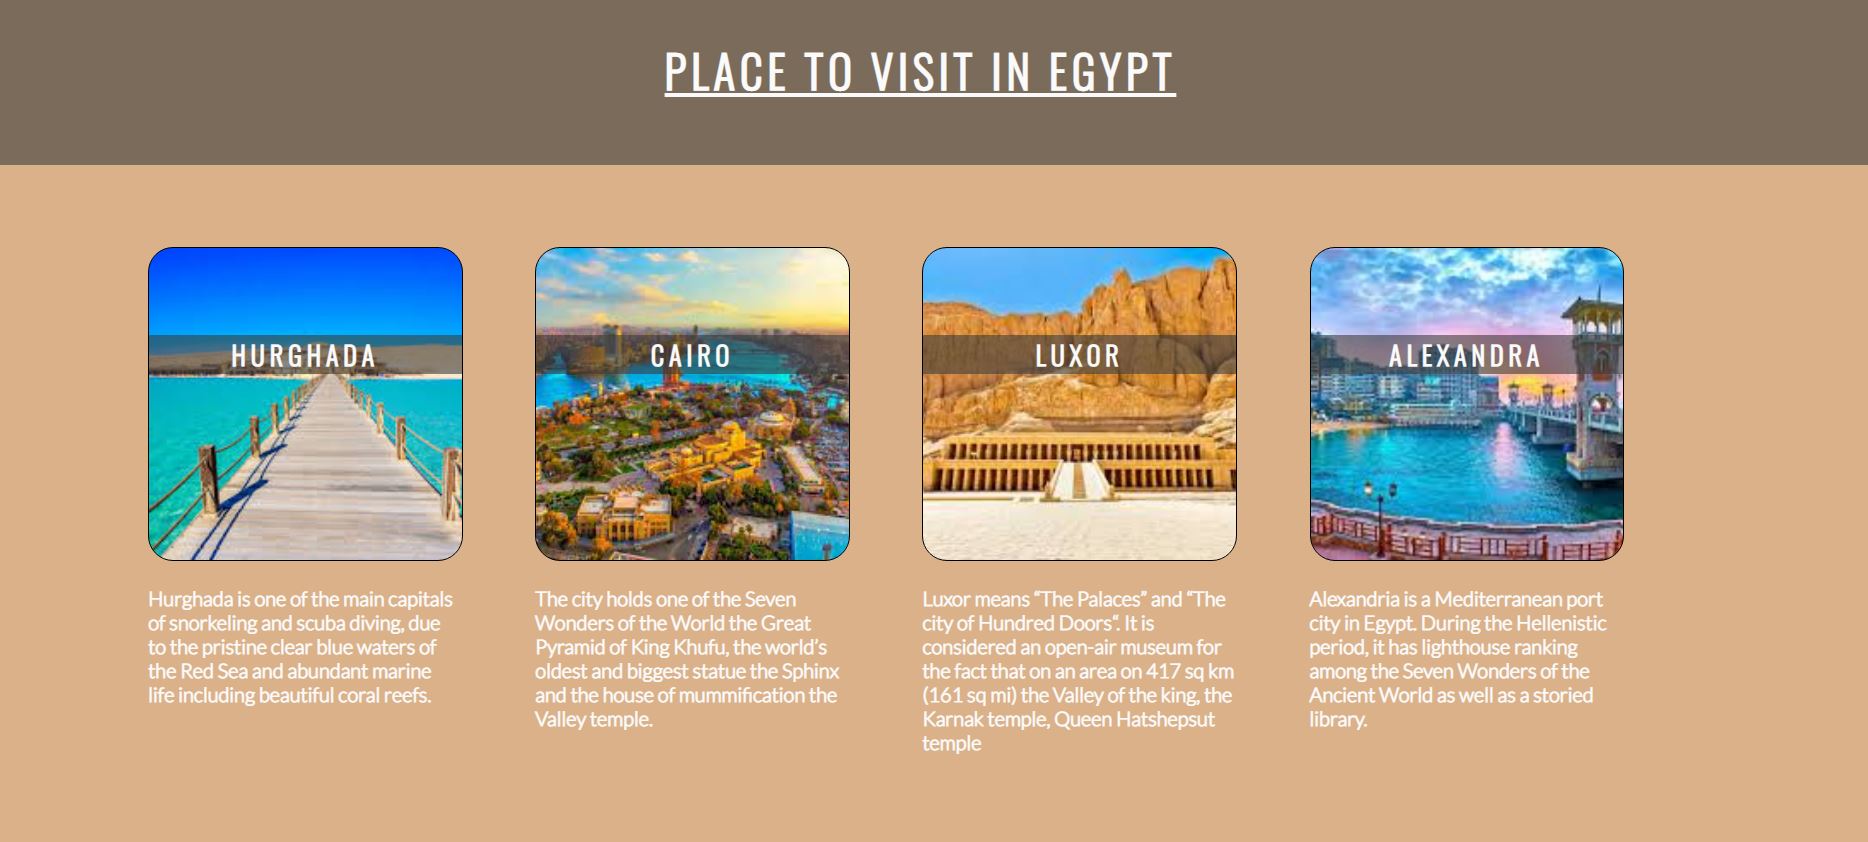 PLACE TO VISIT IN EGYPT
HURGHADA
Hurghada is one of the main capitals
of snorkeling and scuba diving, due
to the pristine clear blue waters of
the Red Sea and abundant marine
life including beautiful coral reefs.
CAIRO
The city holds one of the Seven
Wonders of the World the Great
Pyramid of King Khufu, the world’s
oldest and biggest statue the Sphinx
and the house of mummification the
Valley temple.
LUXOR
Luxor means “The Palaces” and “The
city of Hundred Doors“. It is
considered an open-air museum for
the fact that on an area on 417 sq km
(161 sq mi) the Valley of the king, the
Karnak temple, Queen Hatshepsut
temple
ALEXANDRA
Alexandria is a Mediterranean port
city in Egypt. During the Hellenistic
period, it has lighthouse ranking
among the Seven Wonders of the
Ancient World as well as a storied
library.